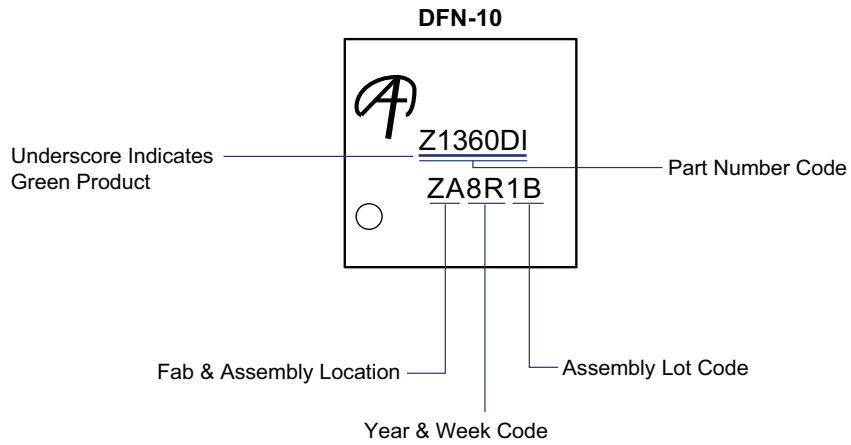 DFN-10
Z1360DI
Underscore Indicates
Green Product
Part Number Code
ZA8R1B
Fab & Assembly Location
Assembly Lot Code
Year & Week Code